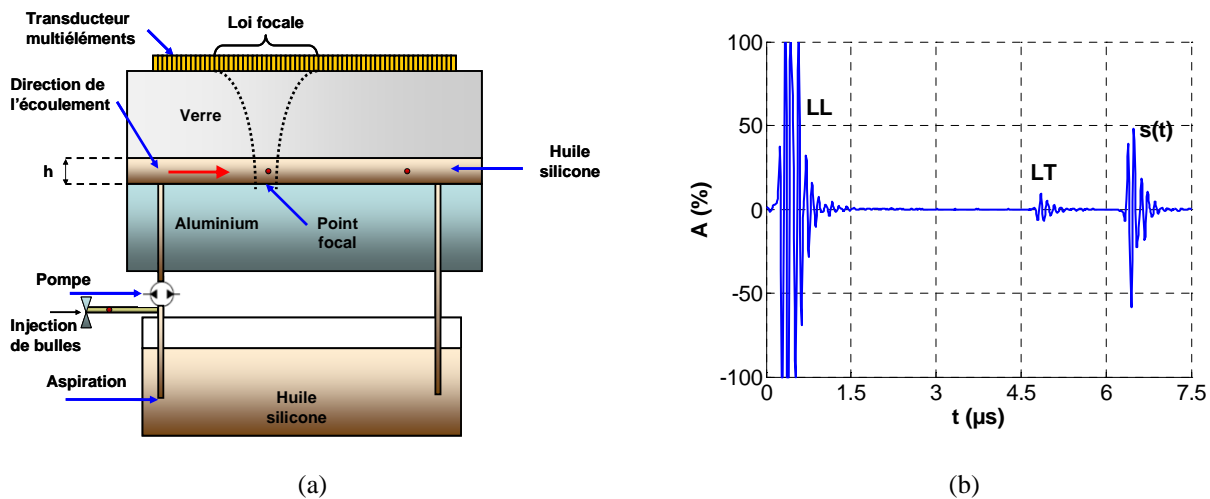 Transducteur
multiéléments
Loi focale
Direction de
l'écoulement
Verre
h
Huile
silicone
Aluminium
Point
focal
Pompe
Injection
de bulles
Aspiration
Huile
silicone
(a)
100
50
0
-50
-100
A (%)
LL
LT
s(t)
0 1.5 3 4.5 6 7.5
t (µs)
(b)